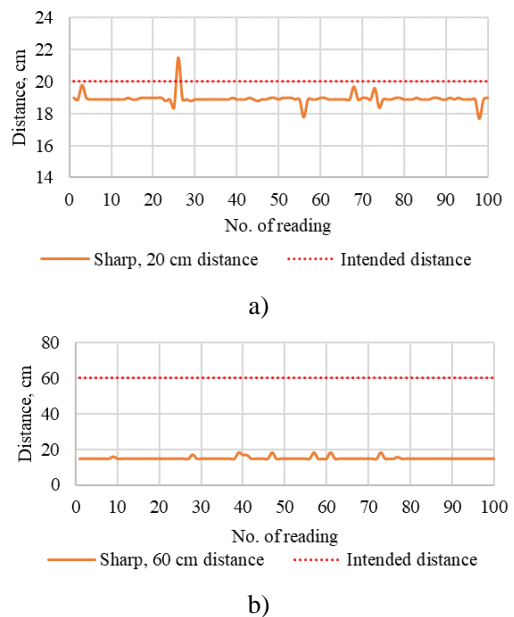 24
22
20
18
16
14
Distance, cm
0 10 20 30 40 50 60 70 80 90 100
No. of reading
Sharp, 20 cm distance Intended distance
a)
80
60
40
20
0
Distance, cm
0 10 20 30 40 50 60 70 80 90 100
No. of reading
Sharp, 60 cm distance Intended distance
b)